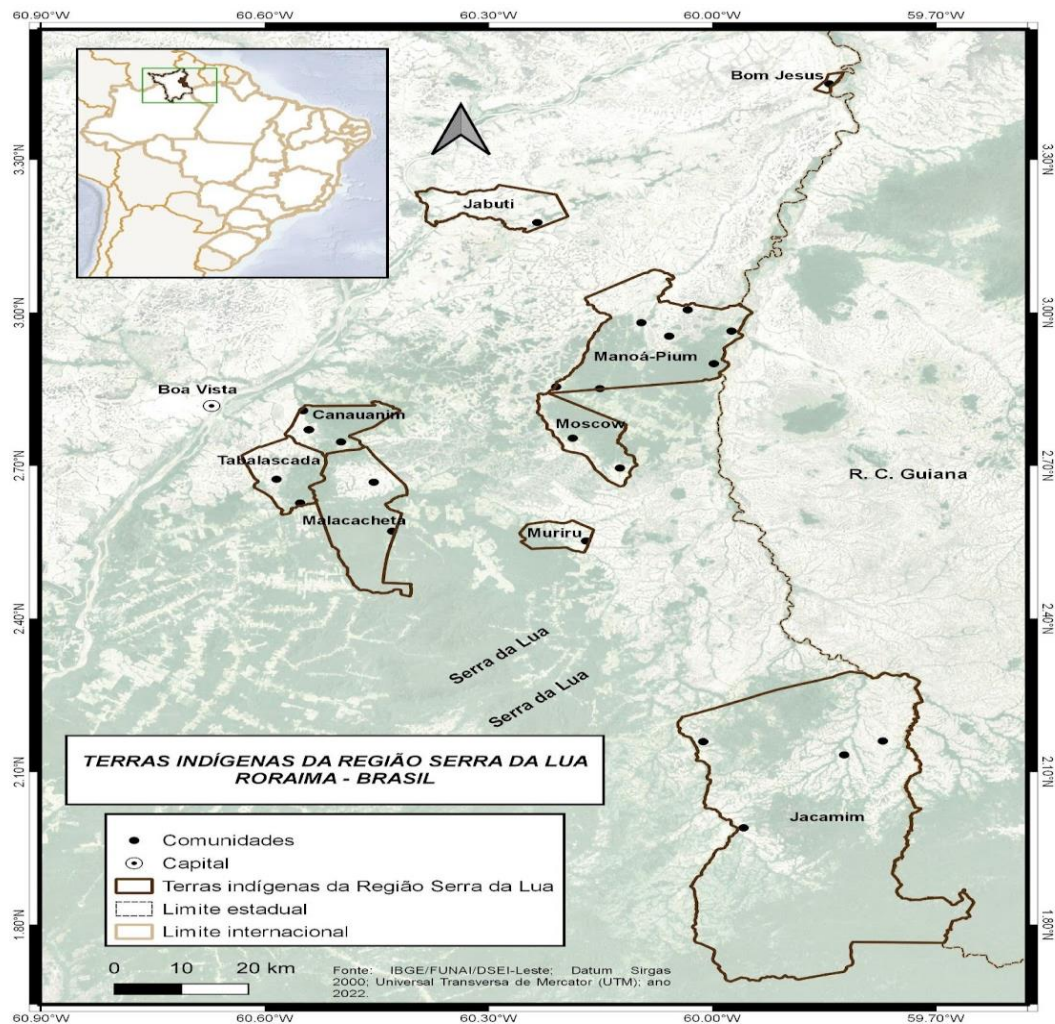 60.90°W 60.60°W 60.30°W 60.00°W 59.70°W
Bom Jesus
3.30°N 3.30°N
Jabuti
3.00°N 3.00°N
Manoá-Pium
Boa Vista
Canauanim
Moscow
Tabalascada
2.70°N 2.70°N
R. C. Guiana
Malacacheta
Muriru
2.40°N 2.40°N
Serra da Lua
Serra da Lua
TERRAS INDÍGENAS DA REGIÃO SERRA DA LUA
RORAIMA - BRASIL
2.10°N 2.10°N
Jacamim
Comunidades
Capital
Terras indígenas da Região Serra da Lua
Limite estadual
Limite internacional
1.80°N 1.80°N
0 10 20 km
Fonte: IBGE/FUNAI/DSEI-Leste; Datum Sirgas
2000; Universal Transversa de Mercator (UTM); ano
2022.
60.90°W 60.60°W 60.30°W 60.00°W 59.70°W